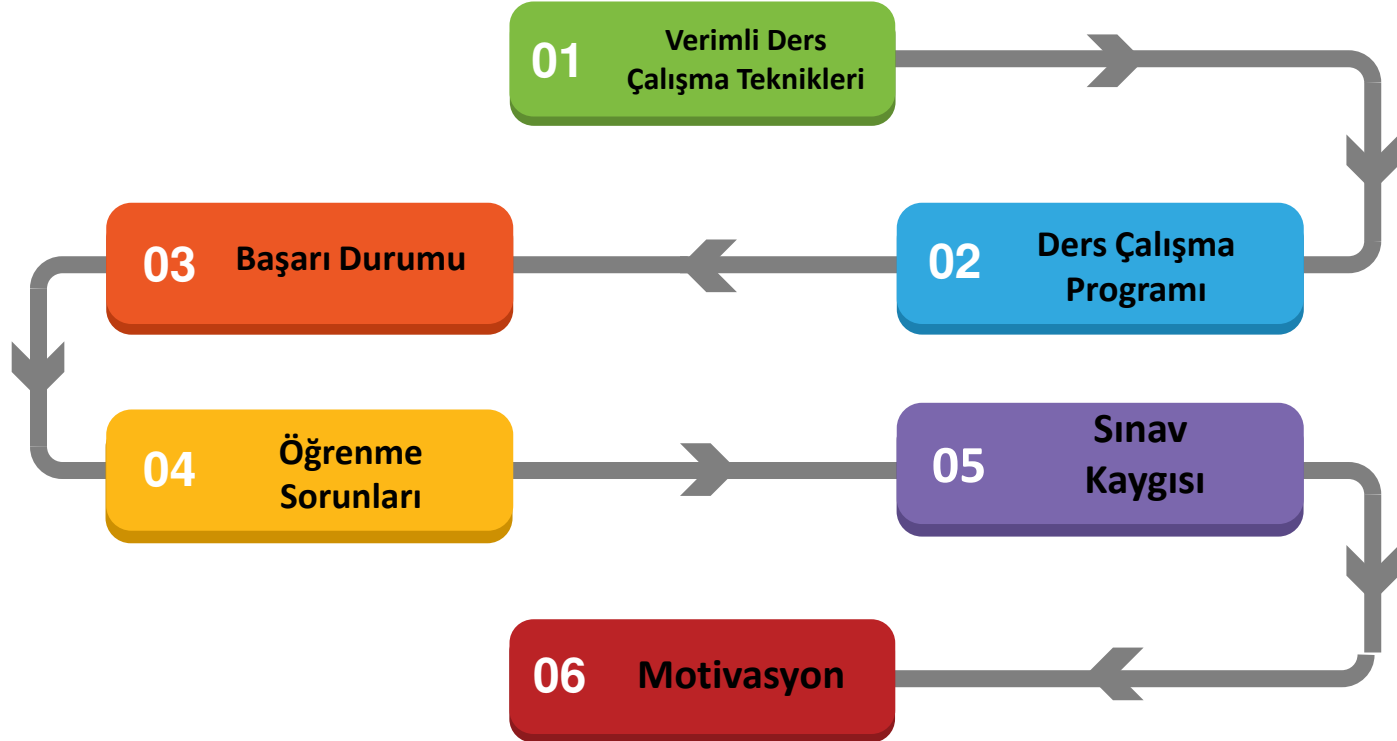 01
Verimli Ders
Çalışma Teknikleri
02
Ders Çalışma
Programı
03
Başarı Durumu
04
Öğrenme
Sorunları
05
Sınav
Kaygısı
06
Motivasyon